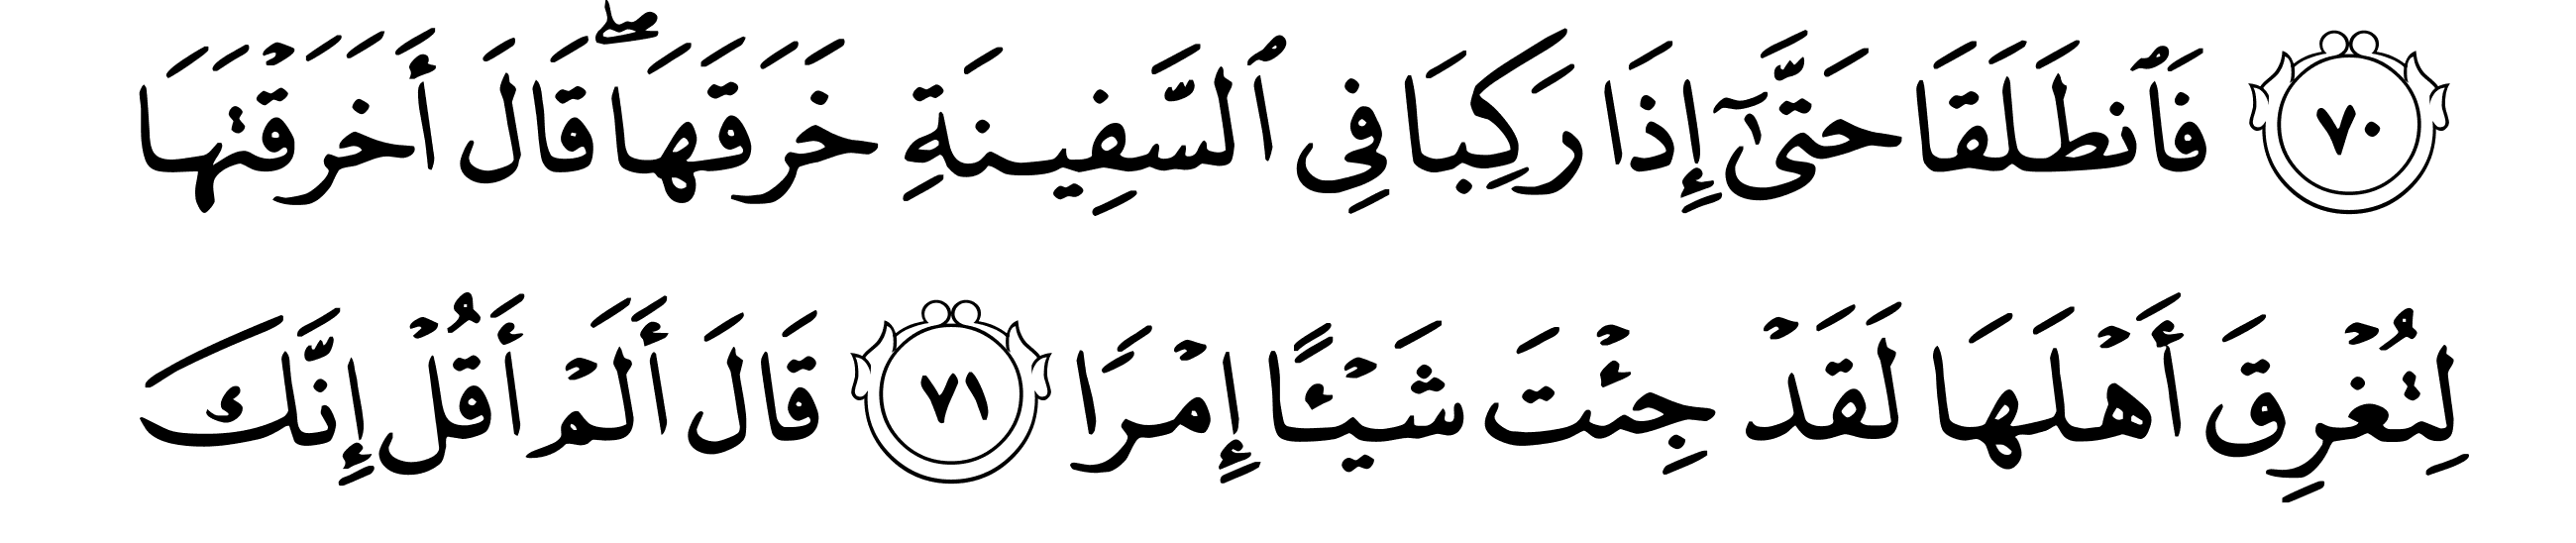 ٧٠ فَٱنطَلَقَا حَتَّىٰٓ إِذَا رَكِبَا فِى ٱلسَّفِينَةِ خَرَقَهَا ۖ قَالَ أَخَرَقْتَهَا
لِتُغْرِقَ أَهْلَهَا لَقَدْ جِئْتَ شَيْـًٔا إِمْرًا ٧١ قَالَ أَلَمْ أَقُلْ إِنَّكَ